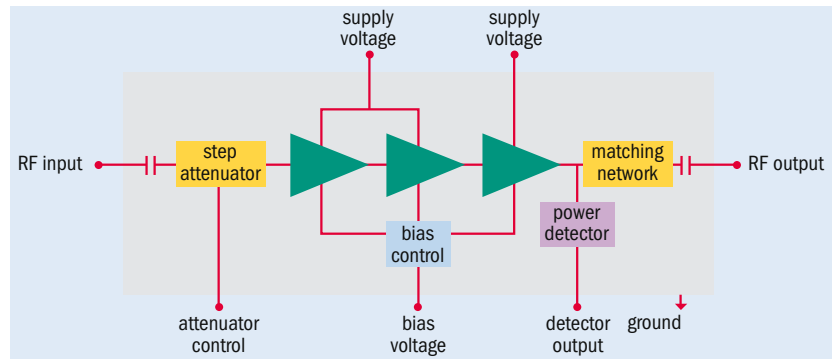 supply
voltage
supply
voltage
RF input
step
attenuator
matching
network
RF output
power
detector
bias
control
attenuator
control
bias
voltage
detector
output
ground